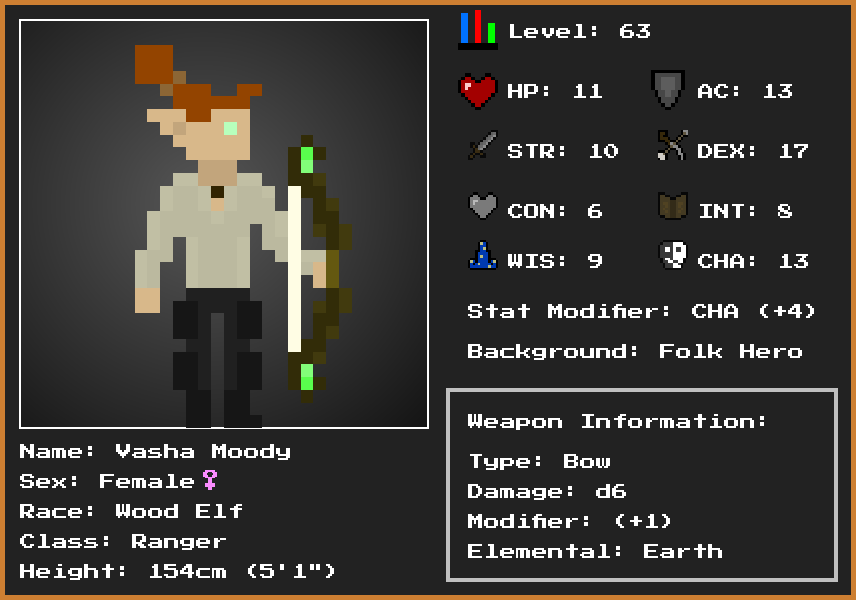 Level: 63
HP: 11 AC: 13
STR: 10 DEX: 17
CON: 6 INT: 8
WIS: 9 CHA: 13
Stat Modifier: CHA (+4)
Background: Folk Hero
Weapon Information:
Type: Bow
Damage: d6
Modifier: (+1)
Elemental: Earth
Name: Vasha Moody
Sex: Female♀
Race: Wood Elf
Class: Ranger
Height: 154cm (5'1")